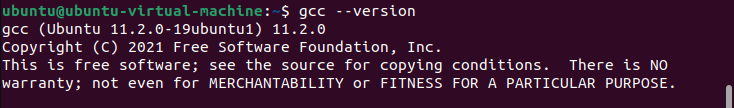 ubuntu@ubuntu-virtual-machine:~$ gcc --version
gcc (Ubuntu 11.2.0-19ubuntu1) 11.2.0
Copyright (C) 2021 Free Software Foundation, Inc.
This is free software; see the source for copying conditions.  There is NO
warranty; not even for MERCHANTABILITY or FITNESS FOR A PARTICULAR PURPOSE.